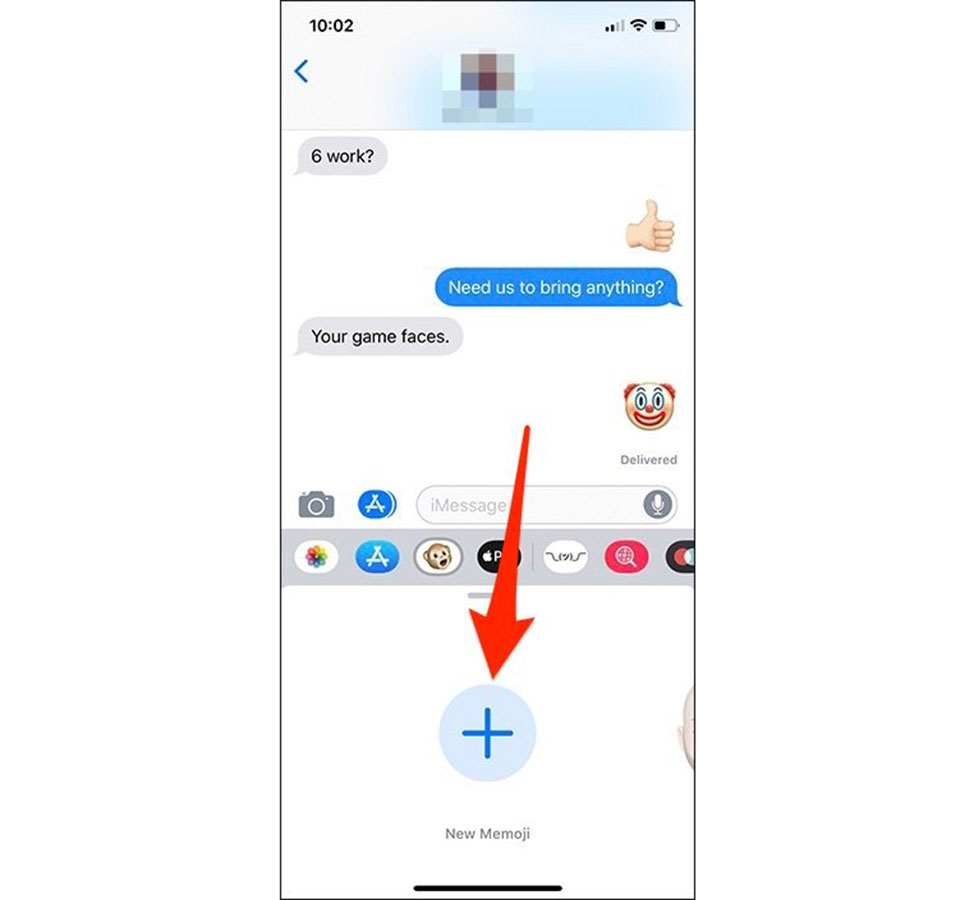 10:02
6 work?
Need us to bring anything?
Your game faces.
Delivered
iMessage
New Memoji